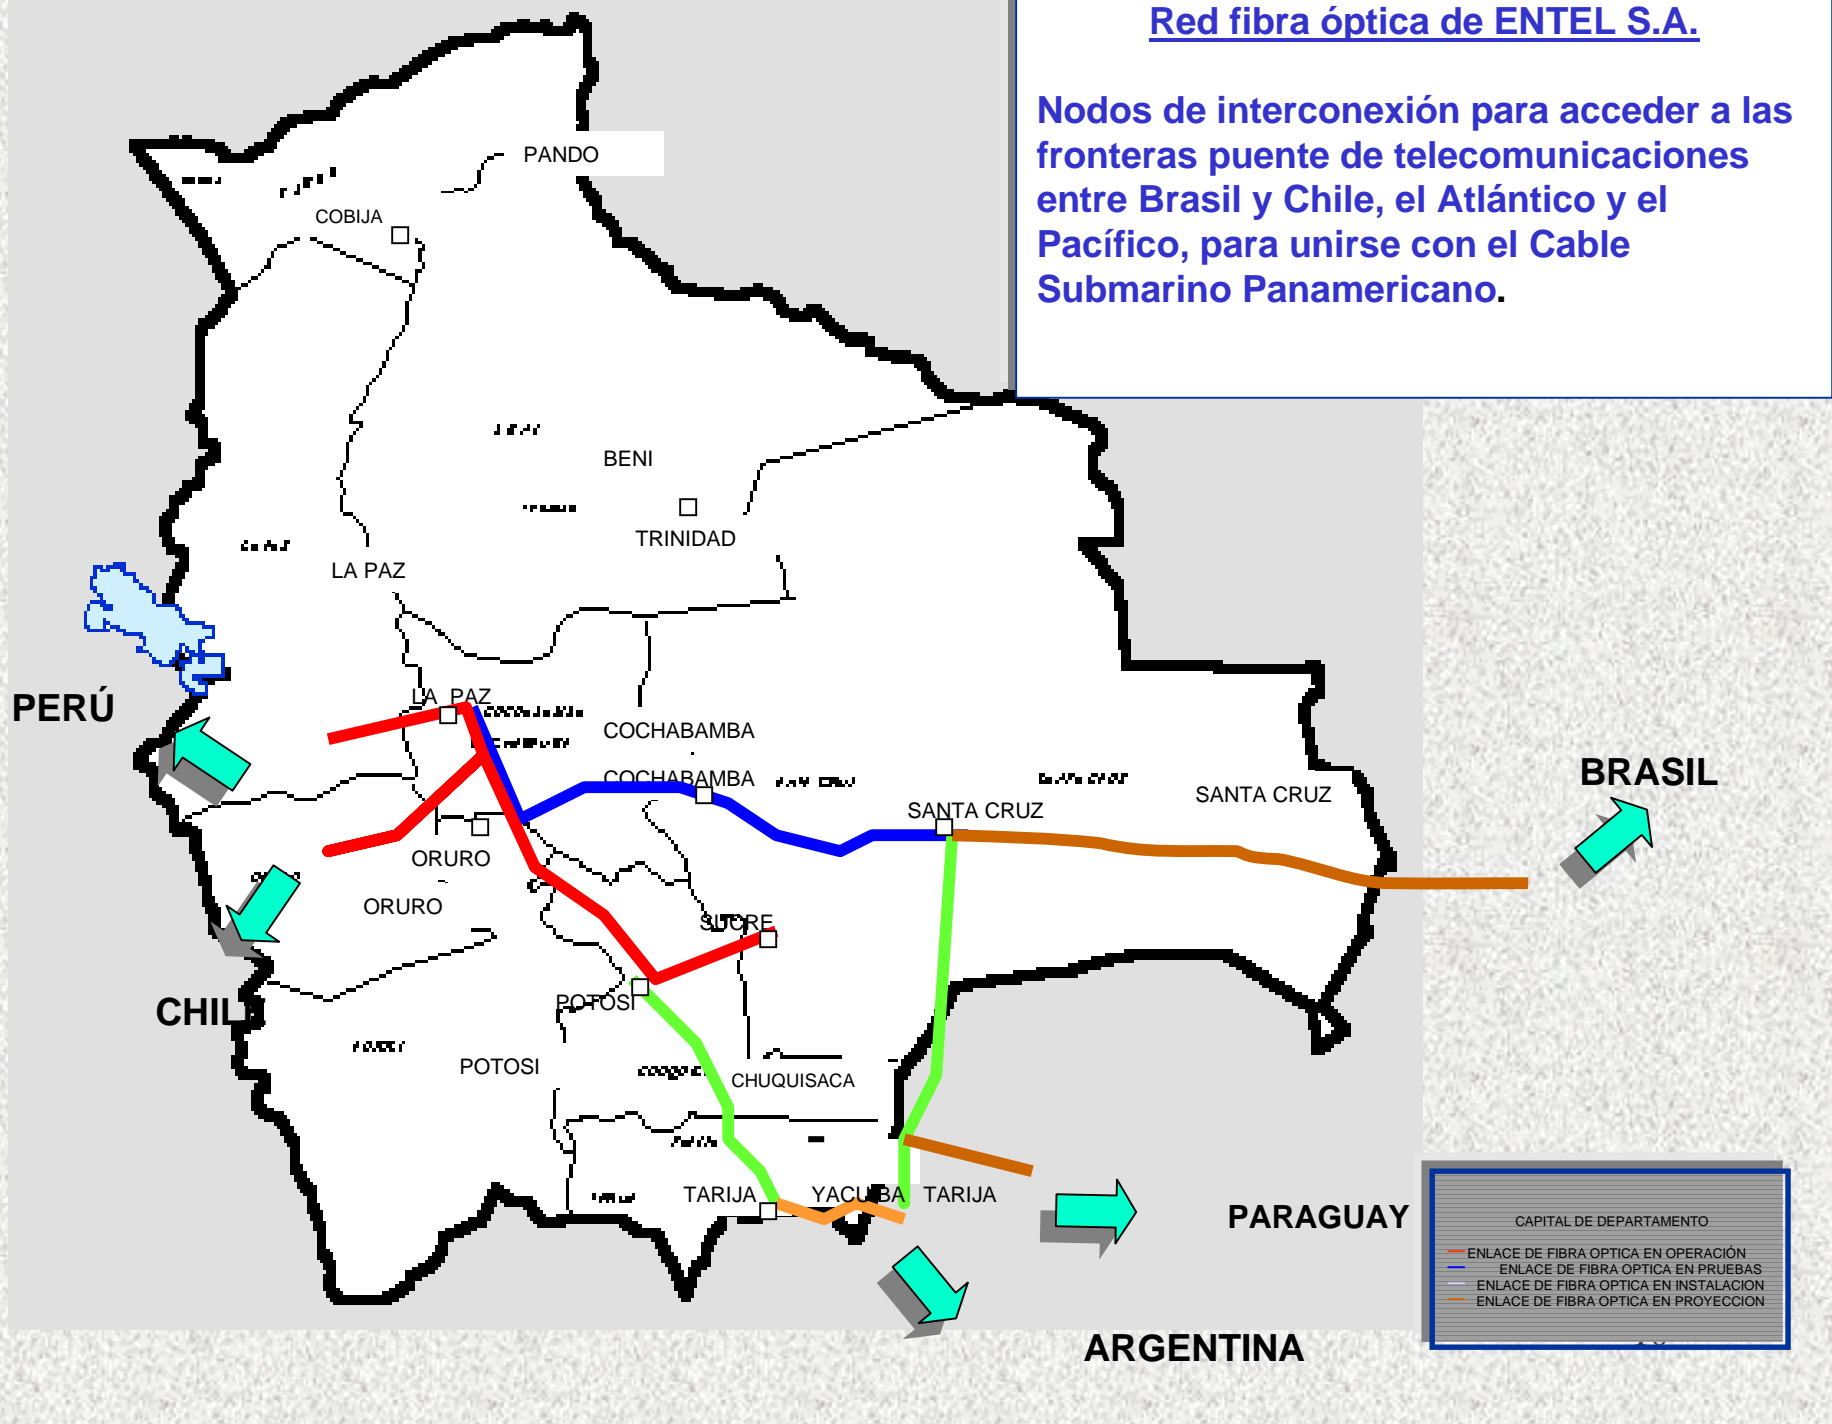 Red fibra óptica de ENTEL S.A.
Nodos de interconexión para acceder a las
fronteras puente de telecomunicaciones
entre Brasil y Chile, el Atlántico y el
Pacífico, para unirse con el Cable
Submarino Panamericano.
PANDO
COBIJA
BENI
TRINIDAD
LA PAZ
LA PAZ
PERÚ
COCHABAMBA
COCHABAMBA
BRASIL
SANTA CRUZ
SANTA CRUZ
ORURO
ORURO
SUCRE
POTOSI
CHILE
POTOSI
CHUQUISACA
TARIJA
YACUIBA
TARIJA
PARAGUAY
ARGENTINA
CAPITAL DE DEPARTAMENTO
ENLACE DE FIBRA OPTICA EN OPERACIÓN
ENLACE DE FIBRA OPTICA EN PRUEBAS
ENLACE DE FIBRA OPTICA EN INSTALACION
ENLACE DE FIBRA OPTICA EN PROYECCION